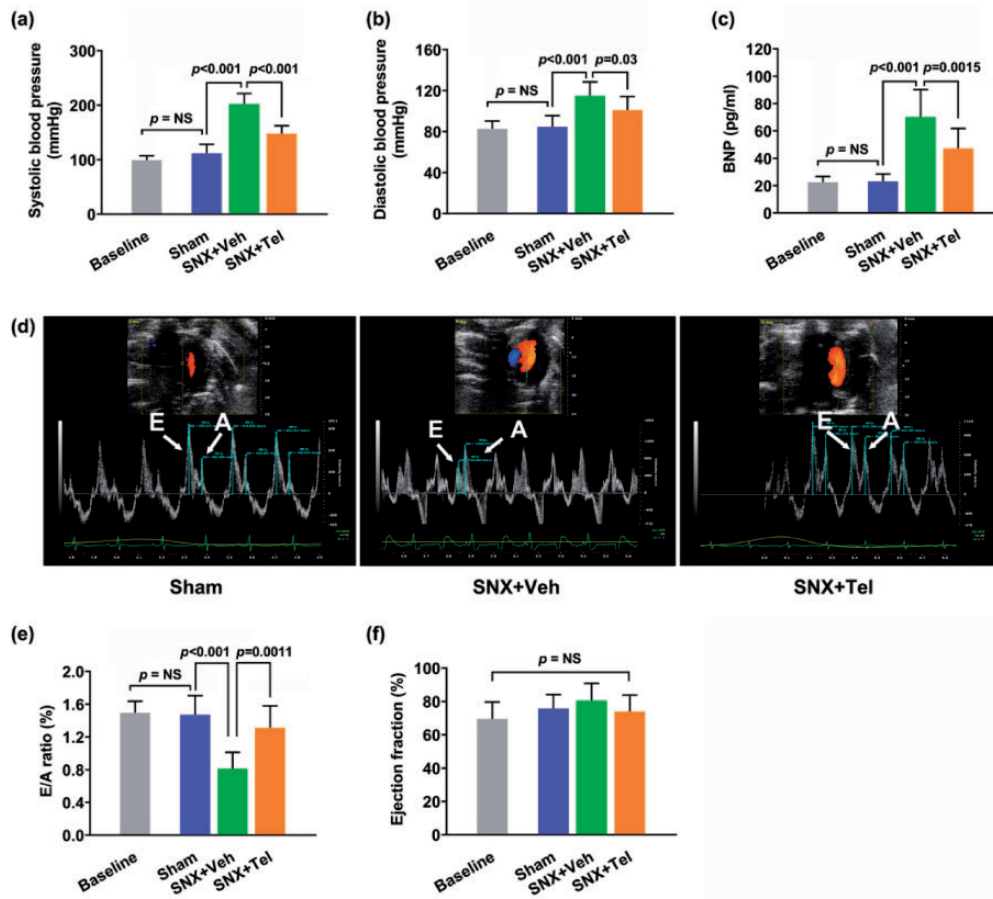 (a)
Systolic blood pressure
(mmHg)
300
200
100
0
p = NS
p<0.001
p<0.001
Baseline
Sham
SNX+Veh
SNX+Tel
(b)
Diastolic blood pressure
(mmHg)
160
120
80
40
0
p = NS
p<0.001
p=0.03
Baseline
Sham
SNX+Veh
SNX+Tel
(c)
BNP (pg/ml)
120
100
80
60
40
20
0
p = NS
p<0.001
p=0.0015
Baseline
Sham
SNX+Veh
SNX+Tel
(d)
E
A
E
A
E
A
Sham
SNX+Veh
SNX+Tel
(e)
E/A ratio (%)
2.0
1.6
1.2
0.8
0.4
0.0
p = NS
p<0.001
p=0.0011
Baseline
Sham
SNX+Veh
SNX+Tel
(f)
Ejection fraction (%)
100
80
60
40
20
0
p = NS
Baseline
Sham
SNX+Veh
SNX+Tel